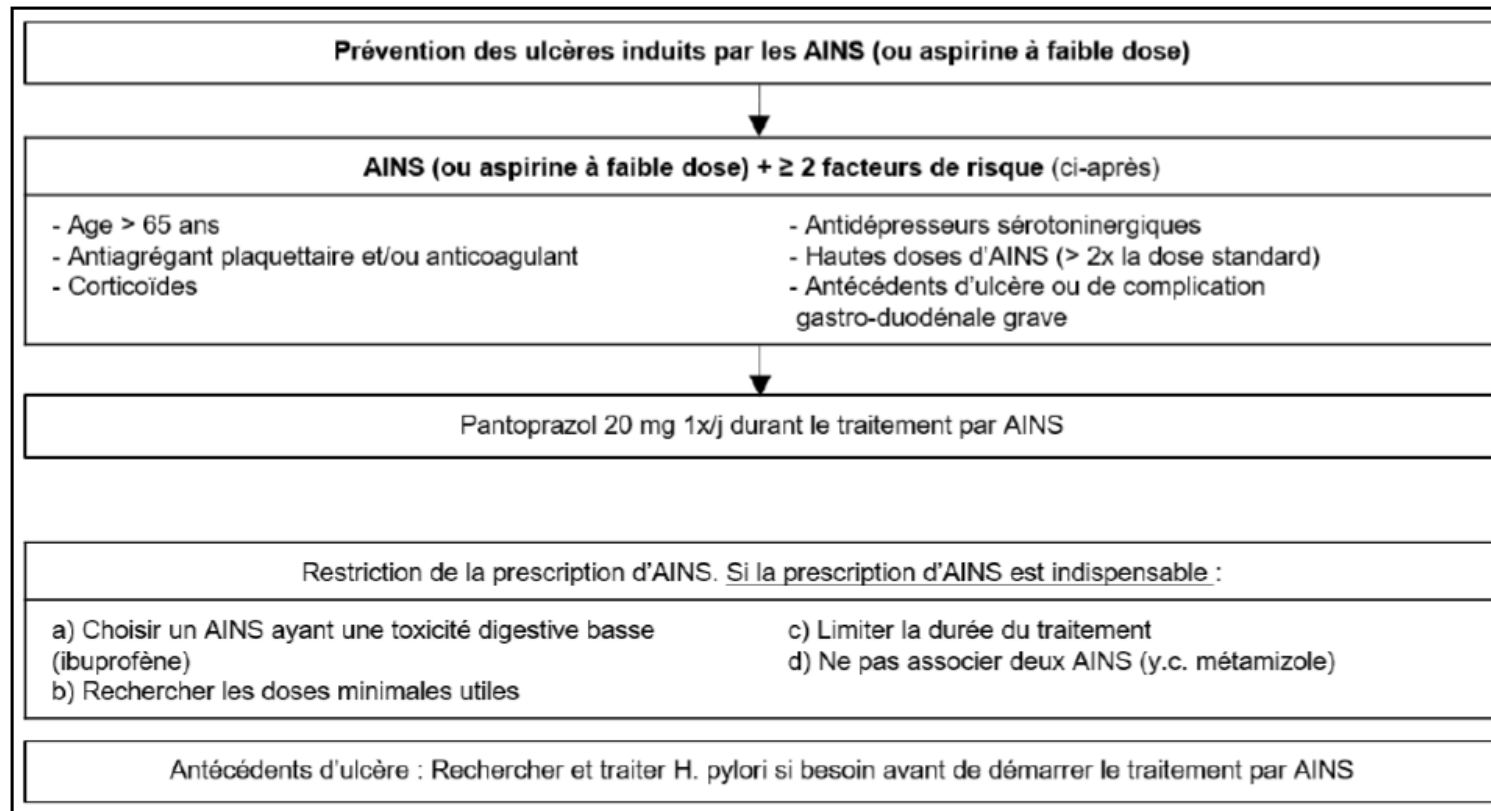 Prévention des ulcères induits par les AINS (ou aspirine à faible dose)
AINS (ou aspirine à faible dose) + ≥ 2 facteurs de risque (ci-après)
- Age > 65 ans
- Antiagrégant plaquettaire et/ou anticoagulant
- Corticoïdes
- Antidépresseurs sérotoninergiques
- Hautes doses d'AINS (> 2x la dose standard)
- Antécédents d'ulcère ou de complication
gastro-duodénale grave
Pantoprazol 20 mg 1x/j durant le traitement par AINS
Restriction de la prescription d'AINS. Si la prescription d'AINS est indispensable :
a) Choisir un AINS ayant une toxicité digestive basse
(ibuprofène)
b) Rechercher les doses minimales utiles
c) Limiter la durée du traitement
d) Ne pas associer deux AINS (y.c. métamizole)
Antécédents d'ulcère : Rechercher et traiter H. pylori si besoin avant de démarrer le traitement par AINS